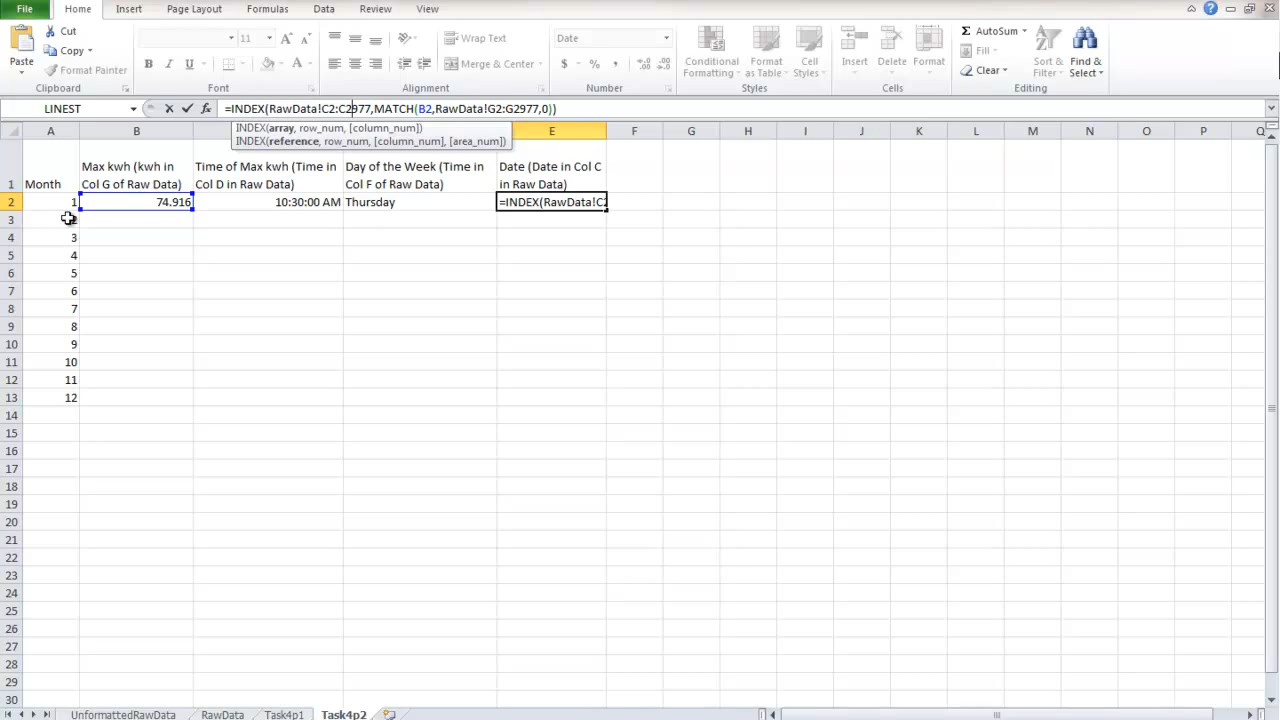 File Home Insert Page Layout Formulas Data Review View
Paste
Cut
Copy
Format Painter
Clipboard
11 A A
B I U A
Font
Wrap Text
Merge & Center
Alignment
Date
$ % ,
Number
Conditional Formatting
Format as Table
Cell Styles
Styles
Insert
Delete
Format
Cells
Σ AutoSum
Fill
Clear
Sort & Filter
Find & Select
Editing
LINEST fx =INDEX(RawData!C2:C2977,MATCH(B2,RawData!G2:G2977,0))
INDEX(array, row_num, [column_num])
INDEX(reference, row_num, [column_num], [area_num])
A B E F G H I J K L M N O P Q
Max kwh (kwh in Time of Max kwh (Time in Day of the Week (Time in Date (Date in Col C
1 Month Col G of Raw Data) Col D in Raw Data) Col F of Raw Data) in Raw Data)
2 1 74.916 10:30:00 AM Thursday =INDEX(RawData!C2
3
4 3
5 4
6 5
7 6
8 7
9 8
10 9
11 10
12 11
13 12
14
15
16
17
18
19
20
21
22
23
24
25
26
27
28
29
30
UnformattedRawData RawData Task4p1 Task4p2